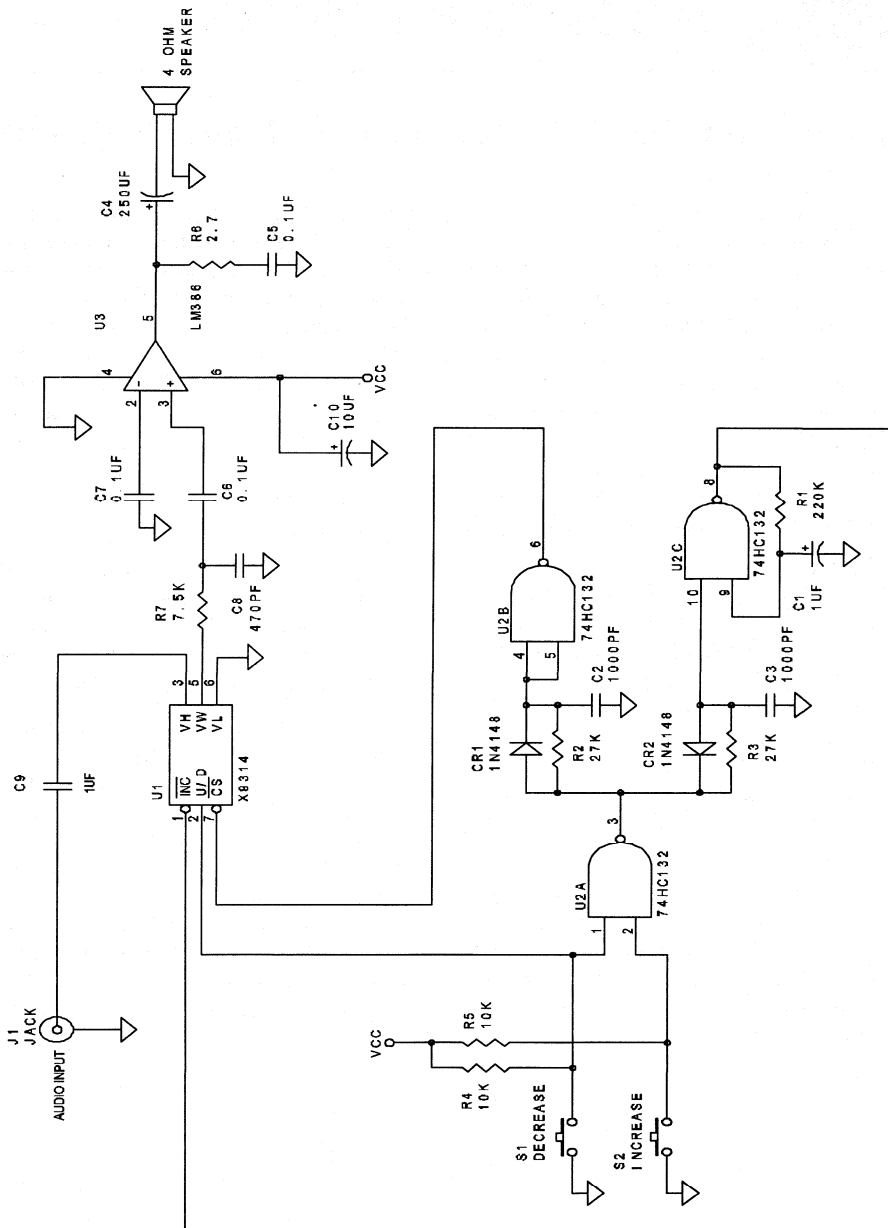 4 OHM
SPEAKER
C4
250UF
+
R6
2.7
C5
0.1UF
U3
LM386
5
4
6
-
+
2
3
VCC
C10
10UF
+
C7
0.1UF
C6
0.1UF
R7
7.5K
C8
470PF
C9
1UF
3
5
6
VH
VW
VL
U1
INC
U/D
CS
X9314
1
2
7
J1
JACK
AUDIO INPUT
U2B
74HC132
6
4
5
CR1
1N4148
R2
27K
C2
1000PF
U2C
74HC132
8
10
9
R1
220K
C1
1UF
+
CR2
1N4148
R3
27K
C3
1000PF
U2A
74HC132
3
1
2
VCC
R5
10K
R4
10K
S1
DECREASE
S2
INCREASE